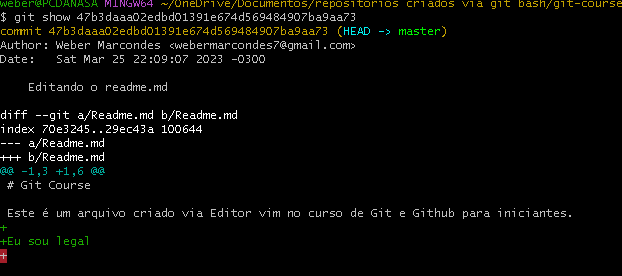 weber@PCDANASA MINGW64 ~/OneDrive/Documentos/repositorios criados via git bash/git-course
$ git show 47b3daaa02edbd01391e674d569484907ba9aa73
commit 47b3daaa02edbd01391e674d569484907ba9aa73 (HEAD -> master)
Author: Weber Marcondes <webermarcondes7@gmail.com>
Date:   Sat Mar 25 22:09:07 2023 -0300
    Editando o readme.md
diff --git a/Readme.md b/Readme.md
index 70e3245..29ec43a 100644
--- a/Readme.md
+++ b/Readme.md
@@ -1,3 +1,6 @@
 # Git Course
 Este é um arquivo criado via Editor vim no curso de Git e Github para iniciantes.
+
+Eu sou legal
+